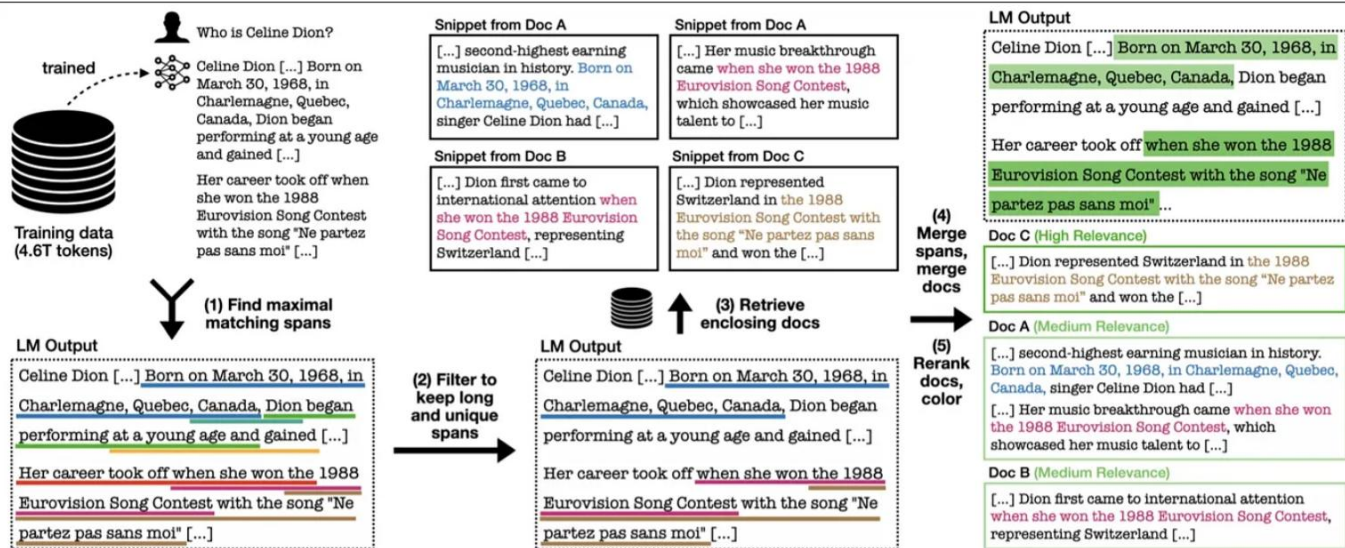 Who is Celine Dion?
trained
Celine Dion [...] Born on
March 30, 1968, in
Charlemagne, Quebec,
Canada, Dion began
performing at a young age
and gained [...]
Her career took off when
she won the 1988
Eurovision Song Contest
with the song "Ne partez
pas sans moi" [...]
Training data
(4.6T tokens)
(1) Find maximal
matching spans
LM Output
Celine Dion [...] Born on March 30, 1968, in
Charlemagne, Quebec, Canada, Dion began
performing at a young age and gained [...]
Her career took off when she won the 1988
Eurovision Song Contest with the song "Ne
partez pas sans moi" [...]
(2) Filter to
keep long
and unique
spans
LM Output
Celine Dion [...] Born on March 30, 1968, in
Charlemagne, Quebec, Canada, Dion began
performing at a young age and gained [...]
Her career took off when she won the 1988
Eurovision Song Contest with the song "Ne
partez pas sans moi" [...]
(3) Retrieve
enclosing docs
Snippet from Doc A
[...] second-highest earning
musician in history. Born on
March 30, 1968, in
Charlemagne, Quebec, Canada,
singer Celine Dion had [...]
Snippet from Doc A
[...] Her music breakthrough
came when she won the 1988
Eurovision Song Contest,
which showcased her music
talent to [...]
Snippet from Doc B
[...] Dion first came to
international attention when
she won the 1988 Eurovision
Song Contest, representing
Switzerland [...]
Snippet from Doc C
[...] Dion represented
Switzerland in the 1988
Eurovision Song Contest with
the song “Ne partez pas sans
moi” and won the [...]
(4)
Merge
spans,
merge
docs
(5)
Rerank
docs,
color
LM Output
Celine Dion [...] Born on March 30, 1968, in
Charlemagne, Quebec, Canada, Dion began
performing at a young age and gained [...]
Her career took off when she won the 1988
Eurovision Song Contest with the song "Ne
partez pas sans moi" ...
Doc C (High Relevance)
[...] Dion represented Switzerland in the 1988
Eurovision Song Contest with the song “Ne partez
pas sans moi” and won the [...]
Doc A (Medium Relevance)
[...] second-highest earning musician in history.
Born on March 30, 1968, in Charlemagne, Quebec,
Canada, singer Celine Dion had [...]
[...] Her music breakthrough came when she won
the 1988 Eurovision Song Contest, which
showcased her music talent to [...]
Doc B (Medium Relevance)
[...] Dion first came to international attention
when she won the 1988 Eurovision Song Contest,
representing Switzerland [...]